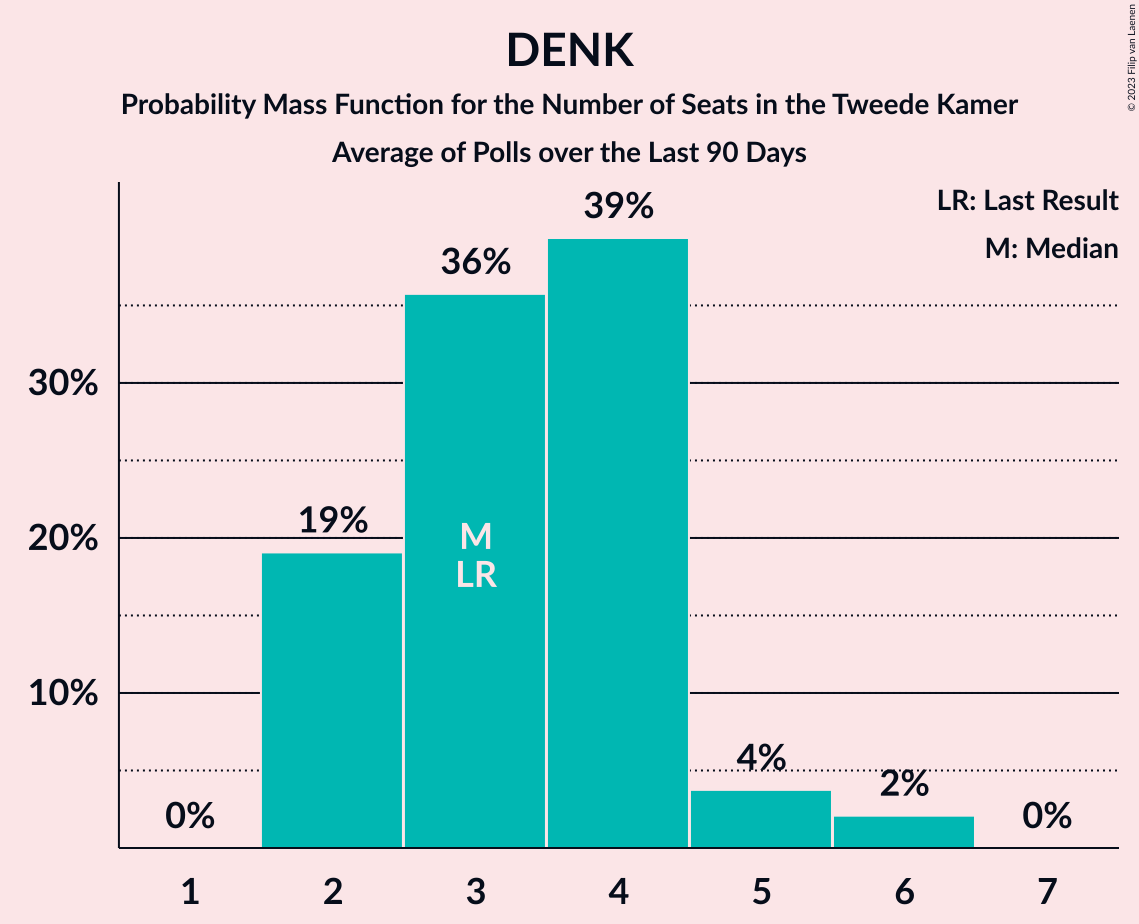 DENK
Probability Mass Function for the Number of Seats in the Tweede Kamer
Average of Polls over the Last 90 Days
© 2023 Filip van Laenen
LR: Last Result
M: Median
39%
36%
30%
19%
20%
M
LR
10%
4%
2%
0%
0%
1 2 3 4 5 6 7